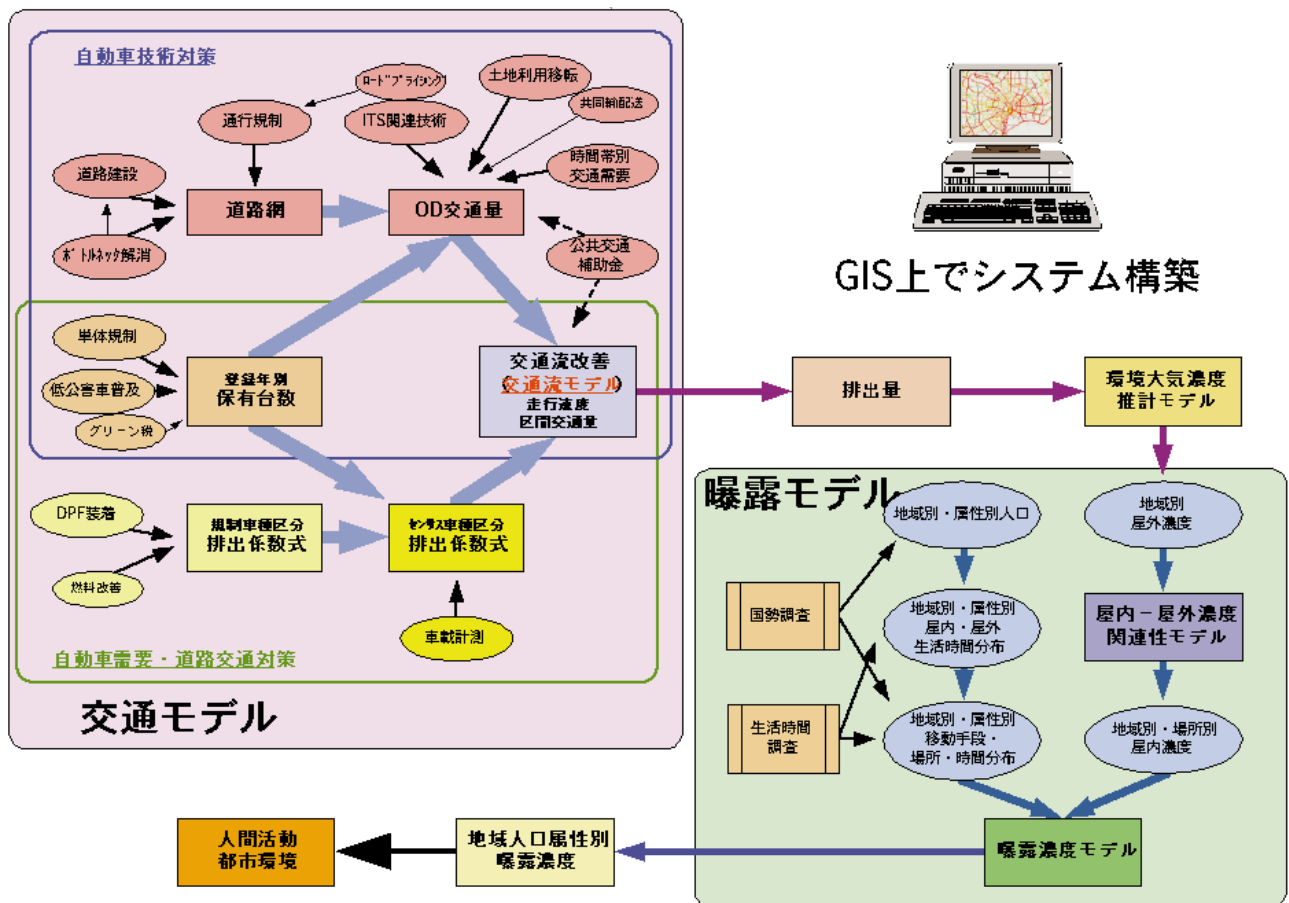 自動車技術対策
ロードプライシング
土地利用移転
共同輸配送
通行規制
ITS関連技術
時間帯別
交通需要
道路建設
道路網
OD交通量
ボトルネック解消
公共交通
補助金
GIS上でシステム構築
単体規制
低公害車普及
グリーン税
登録年別
保有台数
交通流改善
(交通流モデル)
走行速度
区間交通量
排出量
環境大気濃度
推計モデル
DPF装着
燃料改善
規制車種区分
排出係数式
センサス車種区分
排出係数式
車載計測
自動車需要・道路交通対策
交通モデル
曝露モデル
地域別・属性別人口
地域別
屋外濃度
国勢調査
地域別・属性別
屋内・屋外
生活時間分布
屋内－屋外濃度
関連性モデル
生活時間
調査
地域別・属性別
移動手段・
場所・時間分布
地域別・場所別
屋内濃度
人間活動
都市環境
地域人口属性別
曝露濃度
曝露濃度モデル